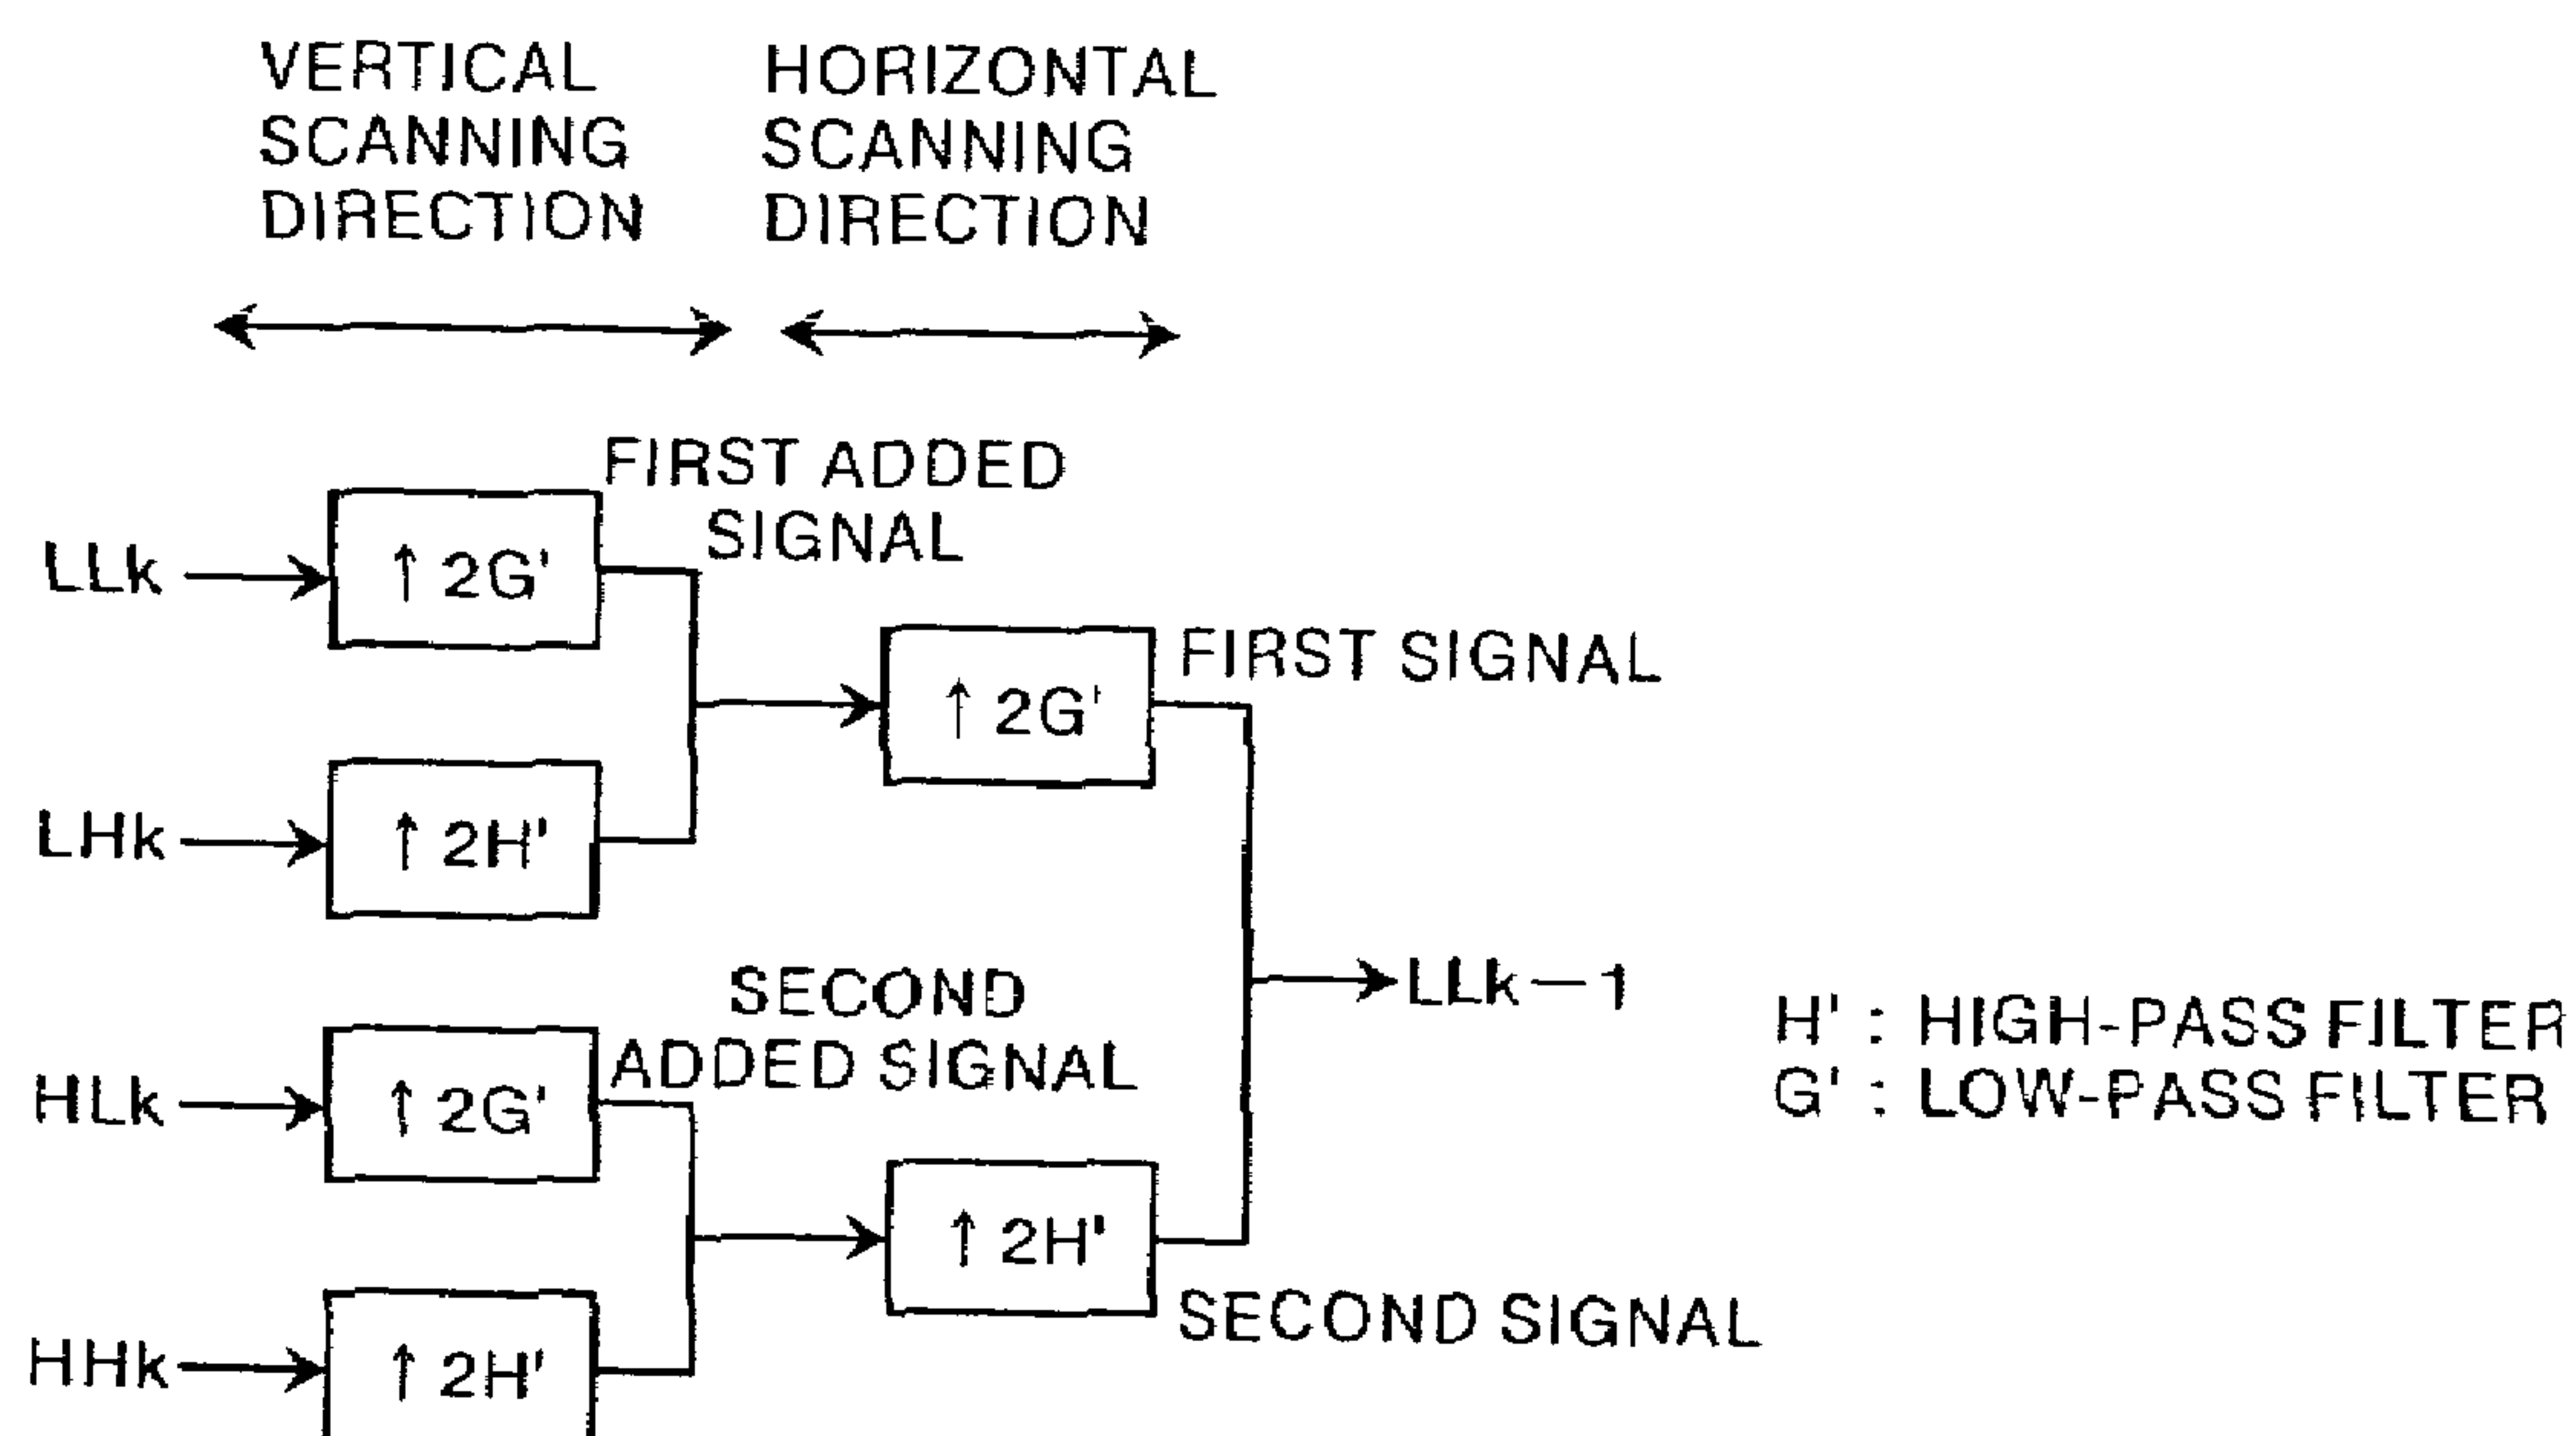 VERTICAL
SCANNING
DIRECTION
HORIZONTAL
SCANNING
DIRECTION
FIRST ADDED
SIGNAL
LLk
↑ 2G'
LHk
↑ 2H'
↑ 2G'
FIRST SIGNAL
SECOND
ADDED SIGNAL
HLk
↑ 2G'
HHk
↑ 2H'
↑ 2H'
SECOND SIGNAL
LLk−1
H' : HIGH-PASS FILTER
G' : LOW-PASS FILTER